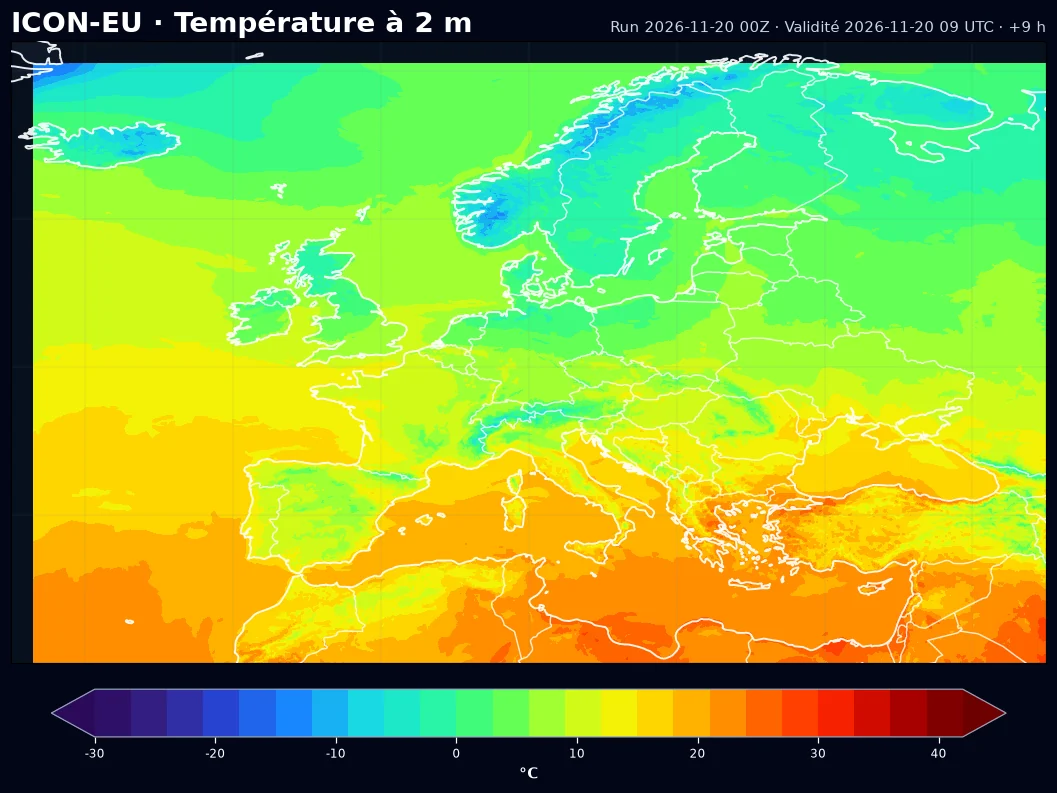 ICON-EU · Température à 2 m
Run 2026-11-20 00Z · Validité 2026-11-20 09 UTC · +9 h
-30 -20 -10 0 10 20 30 40
°C